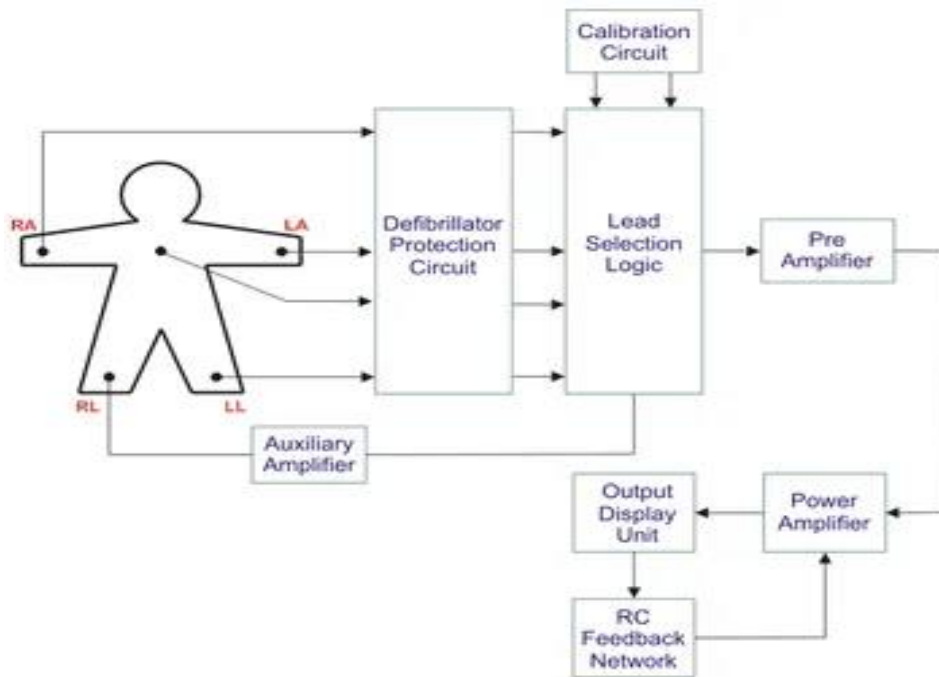 Calibration
Circuit
RA
LA
Defibrillator
Protection
Circuit
Lead
Selection
Logic
Pre
Amplifier
RL
LL
Auxiliary
Amplifier
Output
Display
Unit
Power
Amplifier
RC
Feedback
Network